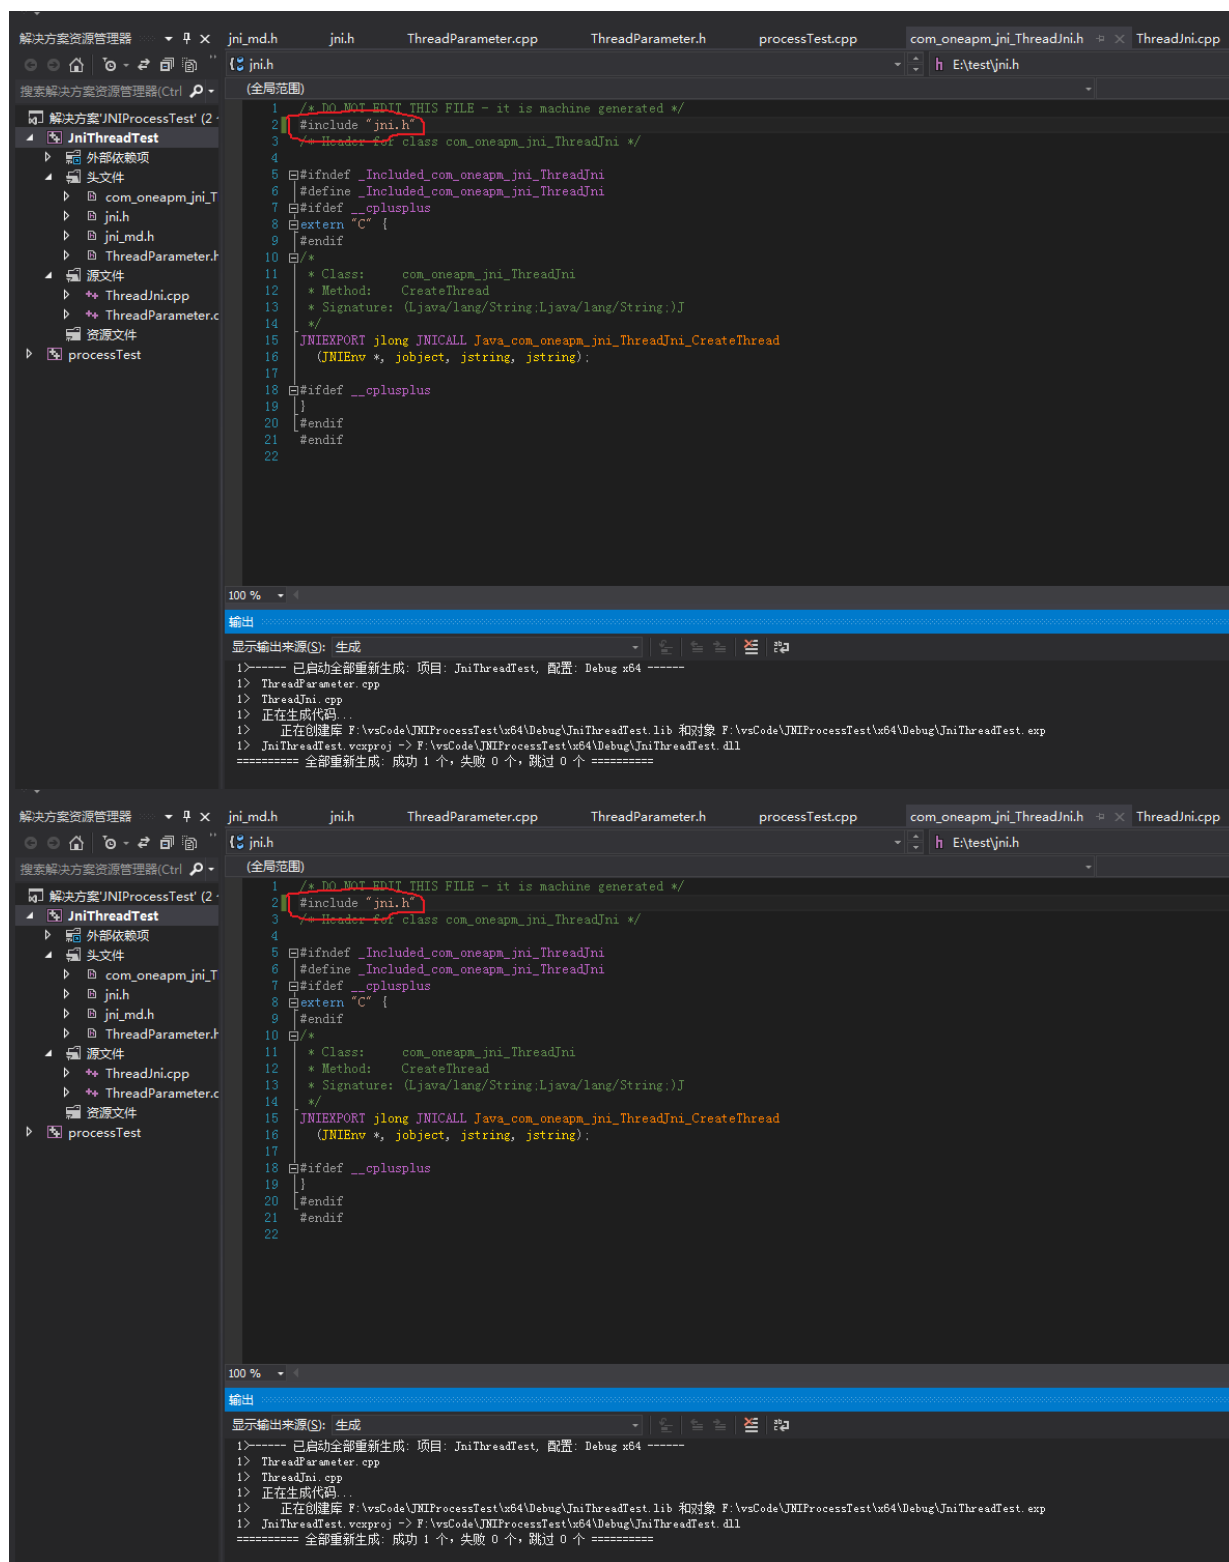 解决方案资源管理器
搜索解决方案资源管理器(Ctrl
解决方案'JNIProcessTest' (2
JniThreadTest
外部依赖项
头文件
com_oneapm_jni_T
jni.h
jni_md.h
ThreadParameter.h
源文件
ThreadJni.cpp
ThreadParameter.c
资源文件
processTest
jni_md.h jni.h ThreadParameter.cpp ThreadParameter.h processTest.cpp com_oneapm_jni_ThreadJni.h ThreadJni.cpp
jni.h E:\test\jni.h
(全局范围)
1 /* DO NOT EDIT THIS FILE - it is machine generated */
2 #include "jni.h"
3 /* Header for class com_oneapm_jni_ThreadJni */
4
5 #ifndef _Included_com_oneapm_jni_ThreadJni
6 #define _Included_com_oneapm_jni_ThreadJni
7 #ifdef __cplusplus
8 extern "C" {
9 #endif
10 /*
11 * Class: com_oneapm_jni_ThreadJni
12 * Method: CreateThread
13 * Signature: (Ljava/lang/String;Ljava/lang/String;)J
14 */
15 JNIEXPORT jlong JNICALL Java_com_oneapm_jni_ThreadJni_CreateThread
16 (JNIEnv *, jobject, jstring, jstring);
17
18 #ifdef __cplusplus
19 }
20 #endif
21 #endif
22
100 %
输出
显示输出来源(S): 生成
1>------ 已启动全部重新生成: 项目: JniThreadTest, 配置: Debug x64 ------
1> ThreadParameter.cpp
1> ThreadJni.cpp
1> 正在生成代码...
1> 正在创建库 F:\vsCode\JNIProcessTest\x64\Debug\JniThreadTest.lib 和对象 F:\vsCode\JNIProcessTest\x64\Debug\JniThreadTest.exp
1> JniThreadTest.vcxproj -> F:\vsCode\JNIProcessTest\x64\Debug\JniThreadTest.dll
========== 全部重新生成: 成功 1 个，失败 0 个，跳过 0 个 ==========
解决方案资源管理器
搜索解决方案资源管理器(Ctrl
解决方案'JNIProcessTest' (2
JniThreadTest
外部依赖项
头文件
com_oneapm_jni_T
jni.h
jni_md.h
ThreadParameter.h
源文件
ThreadJni.cpp
ThreadParameter.c
资源文件
processTest
jni_md.h jni.h ThreadParameter.cpp ThreadParameter.h processTest.cpp com_oneapm_jni_ThreadJni.h ThreadJni.cpp
jni.h E:\test\jni.h
(全局范围)
1 /* DO NOT EDIT THIS FILE - it is machine generated */
2 #include "jni.h"
3 /* Header for class com_oneapm_jni_ThreadJni */
4
5 #ifndef _Included_com_oneapm_jni_ThreadJni
6 #define _Included_com_oneapm_jni_ThreadJni
7 #ifdef __cplusplus
8 extern "C" {
9 #endif
10 /*
11 * Class: com_oneapm_jni_ThreadJni
12 * Method: CreateThread
13 * Signature: (Ljava/lang/String;Ljava/lang/String;)J
14 */
15 JNIEXPORT jlong JNICALL Java_com_oneapm_jni_ThreadJni_CreateThread
16 (JNIEnv *, jobject, jstring, jstring);
17
18 #ifdef __cplusplus
19 }
20 #endif
21 #endif
22
100 %
输出
显示输出来源(S): 生成
1>------ 已启动全部重新生成: 项目: JniThreadTest, 配置: Debug x64 ------
1> ThreadParameter.cpp
1> ThreadJni.cpp
1> 正在生成代码...
1> 正在创建库 F:\vsCode\JNIProcessTest\x64\Debug\JniThreadTest.lib 和对象 F:\vsCode\JNIProcessTest\x64\Debug\JniThreadTest.exp
1> JniThreadTest.vcxproj -> F:\vsCode\JNIProcessTest\x64\Debug\JniThreadTest.dll
========== 全部重新生成: 成功 1 个，失败 0 个，跳过 0 个 ==========